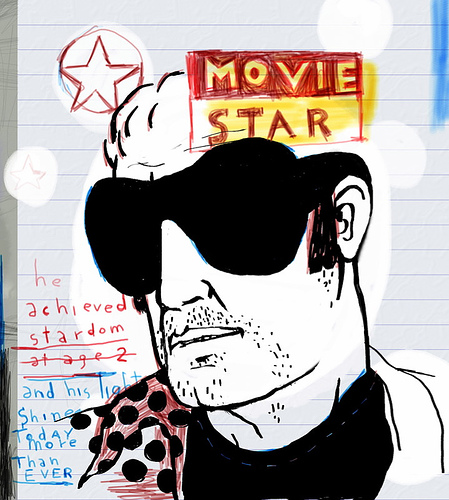 MOVIE
STAR
he
achieved
stardom
at age 2
and his light
Shines
TODAY
more
Than
EVER